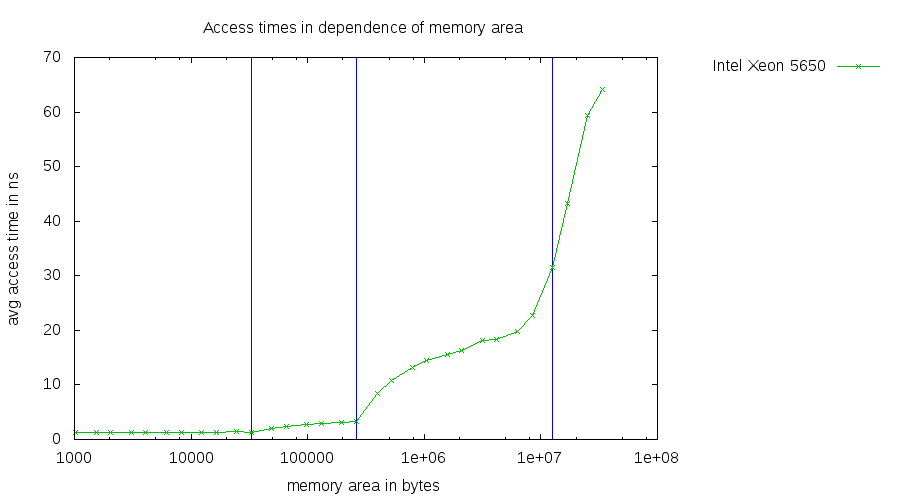 Access times in dependence of memory area
Intel Xeon 5650
70
60
50
40
30
20
10
0
avg access time in ns
1000 10000 100000 1e+06 1e+07 1e+08
memory area in bytes